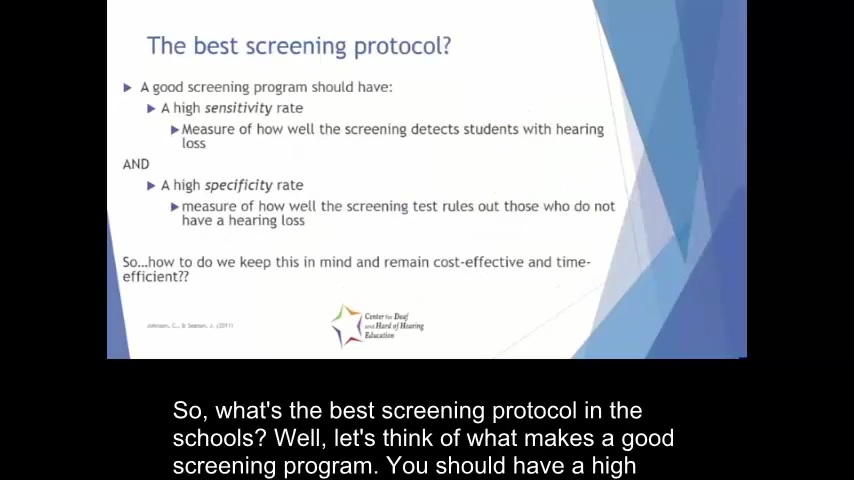 The best screening protocol?
A good screening program should have:
A high sensitivity rate
Measure of how well the screening detects students with hearing
loss
AND
A high specificity rate
measure of how well the screening test rules out those who do not
have a hearing loss
So...how to do we keep this in mind and remain cost-effective and time-
efficient??
Johnson, C., & Seaton, J. (2011)
Center for Deaf
and Hard of Hearing
Education
So, what's the best screening protocol in the
schools? Well, let's think of what makes a good
screening program. You should have a high